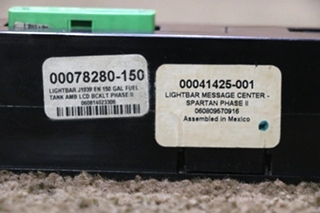 00078280-150
LIGHTBAR J1939 EN 150 GAL FUEL
TANK AMB LCD BCKLT PHASE II
060814023306
00041425-001
LIGHTBAR MESSAGE CENTER -
SPARTAN PHASE II
060809670916
Assembled in Mexico